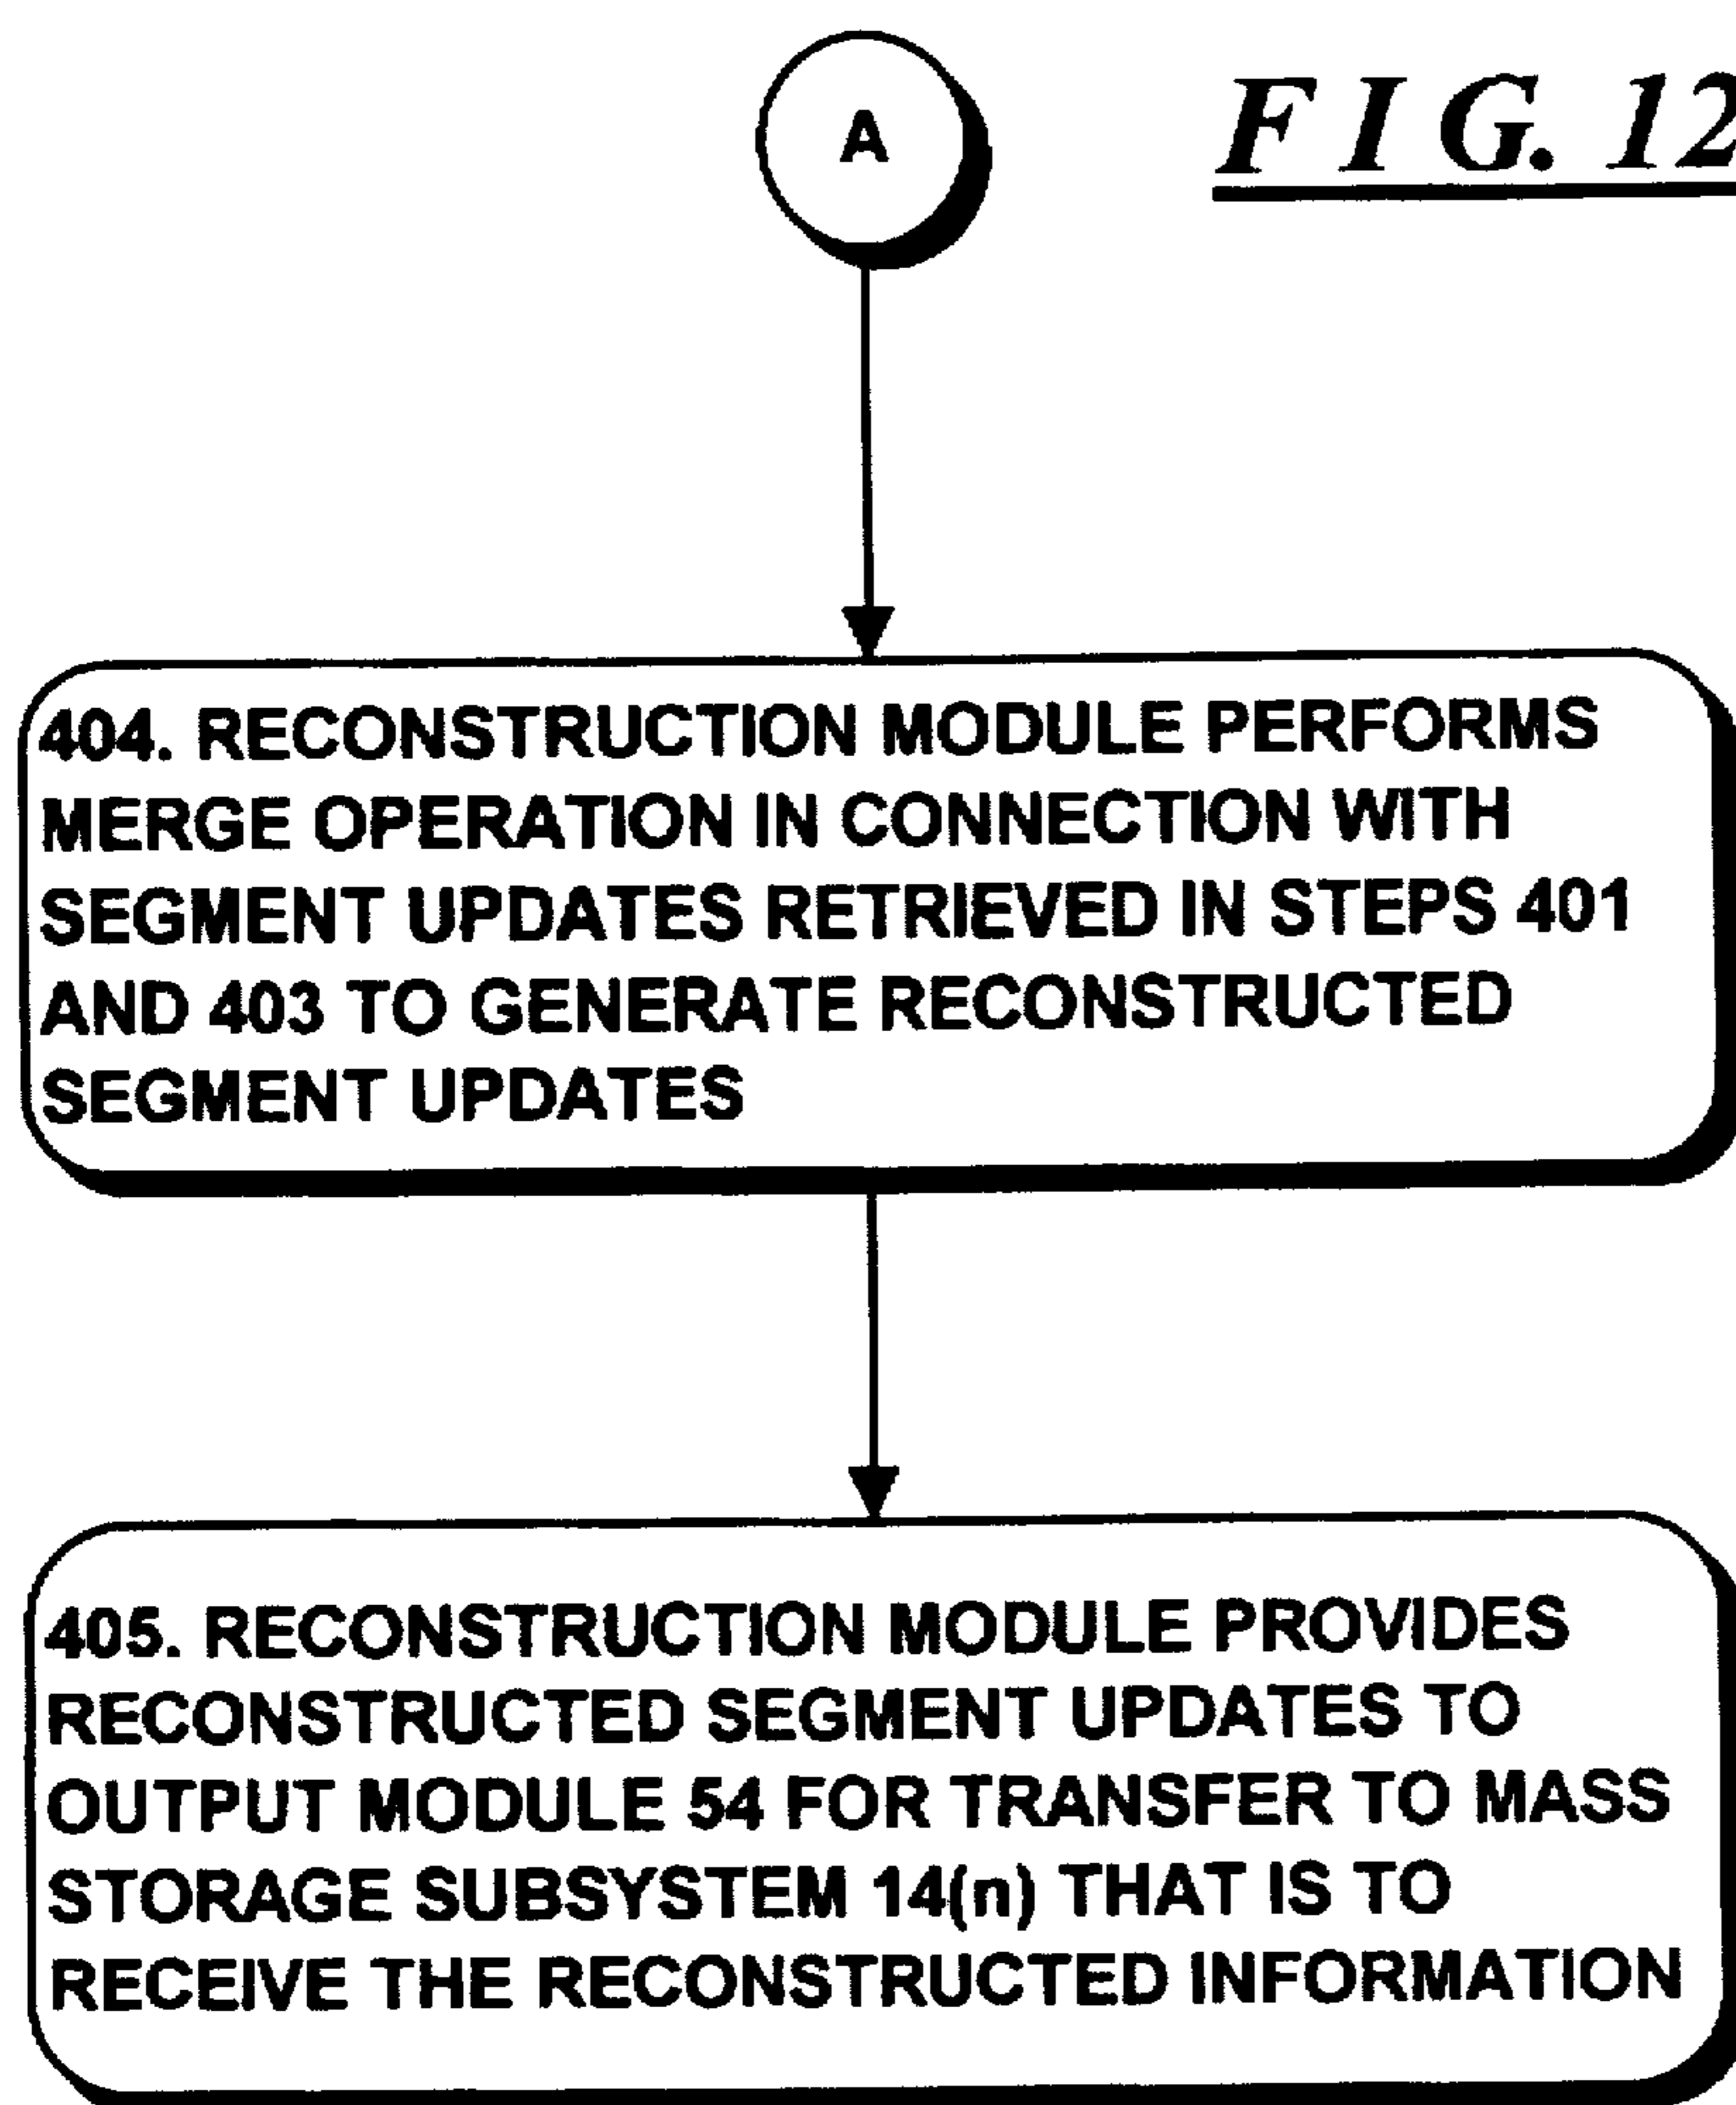 A
FIG. 12
404. RECONSTRUCTION MODULE PERFORMS
MERGE OPERATION IN CONNECTION WITH
SEGMENT UPDATES RETRIEVED IN STEPS 401
AND 403 TO GENERATE RECONSTRUCTED
SEGMENT UPDATES
405. RECONSTRUCTION MODULE PROVIDES
RECONSTRUCTED SEGMENT UPDATES TO
OUTPUT MODULE 54 FOR TRANSFER TO MASS
STORAGE SUBSYSTEM 14(n) THAT IS TO
RECEIVE THE RECONSTRUCTED INFORMATION